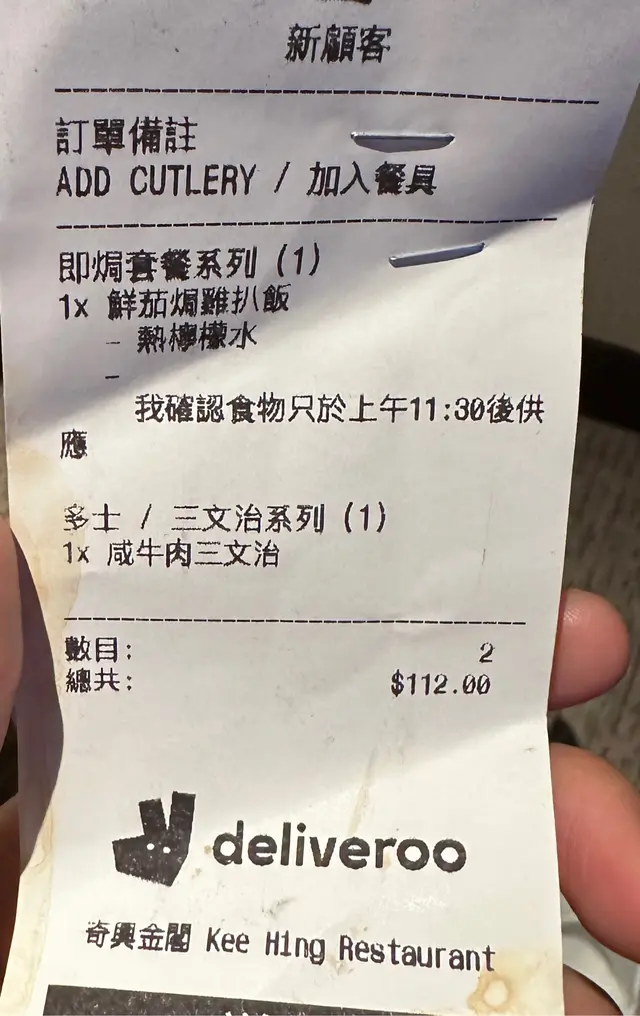 新顧客
訂單備註
ADD CUTLERY / 加入餐具
即焗套餐系列 (1)
1x 鮮茄焗雞扒飯
- 熱檸檬水
-
我確認食物只於上午11:30後供
應
多士 / 三文治系列 (1)
1x 咸牛肉三文治
數目: 2
總共: $112.00
deliveroo
奇興金閣 Kee Hing Restaurant